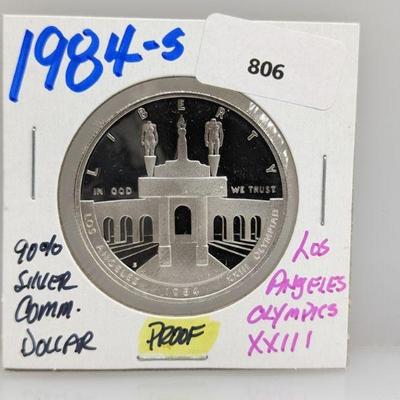 1984-S
806
LIBERTY
IN GOD
WE TRUST
LOS ANGELES
XXIII OLYMPIAD
S
1984
90%
SILVER
COMM.
DOLLAR
PROOF
LOS
ANGELES
OLYMPICS
XXIII